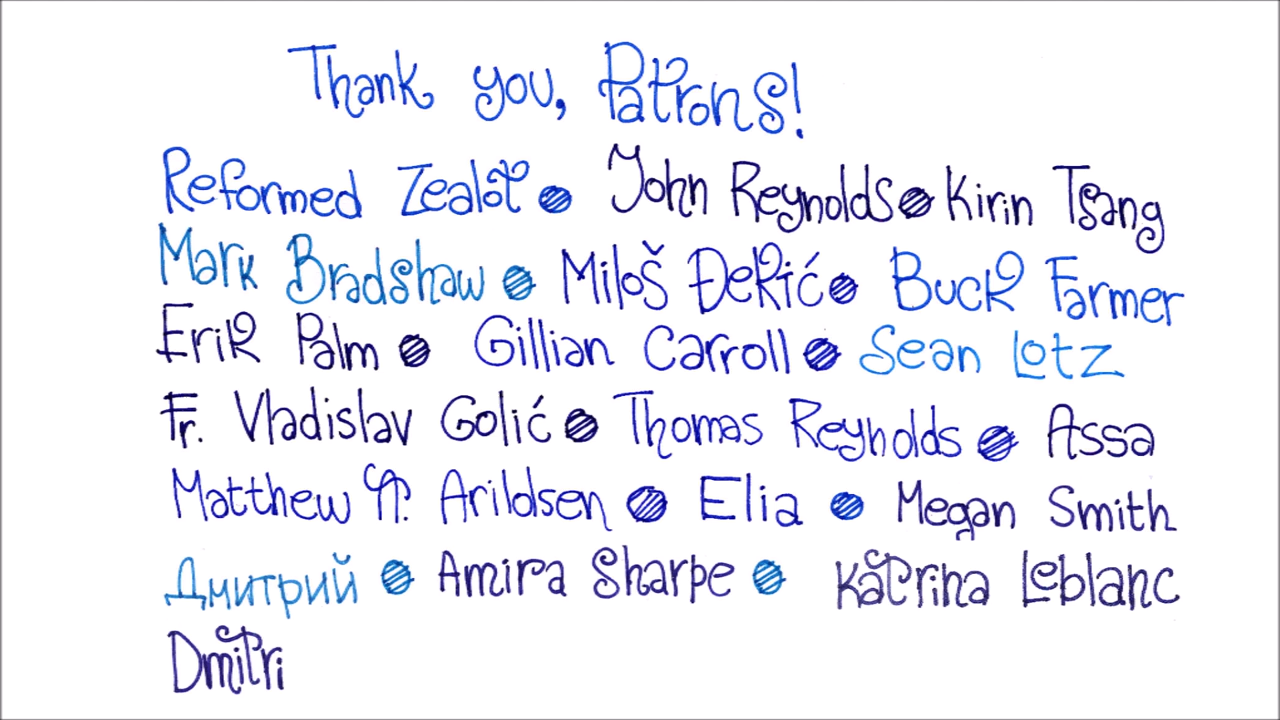 Thank you, Patrons!
Reformed Zealot ● John Reynolds ● Kirin Tsang
Mark Bradshaw ● Miloš Đekić ● Buck Farmer
Erik Palm ● Gillian Carroll ● Sean Lotz
Fr. Vladislav Golić ● Thomas Reynolds ● Assa
Matthew P. Arildsen ● Elia ● Megan Smith
Дмитрий ● Amira Sharpe ● Katrina Leblanc
Dmitri